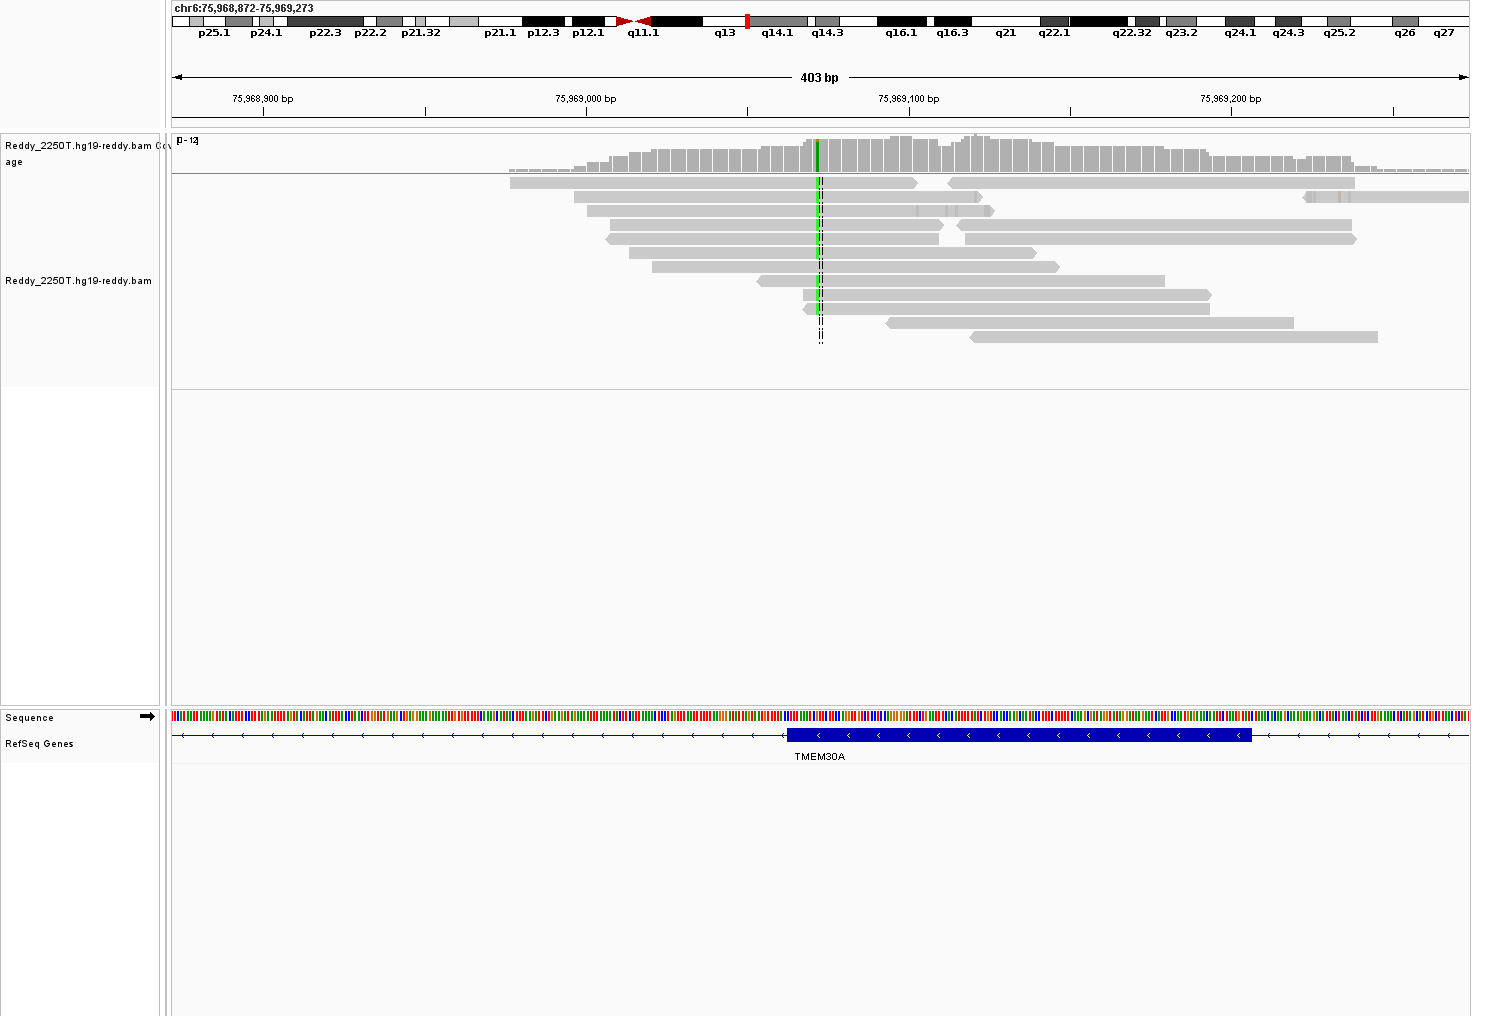 chr6:75,968,872-75,969,273
p25.1 p24.1 p22.3 p22.2 p21.32 p21.1 p12.3 p12.1 q11.1 q13 q14.1 q14.3 q16.1 q16.3 q21 q22.1 q22.32 q23.2 q24.1 q24.3 q25.2 q26 q27
403 bp
75,968,900 bp 75,969,000 bp 75,969,100 bp 75,969,200 bp
[0 - 12]
Reddy_2250T.hg19-reddy.bam Cov
age
Reddy_2250T.hg19-reddy.bam
Sequence
RefSeq Genes
TMEM30A